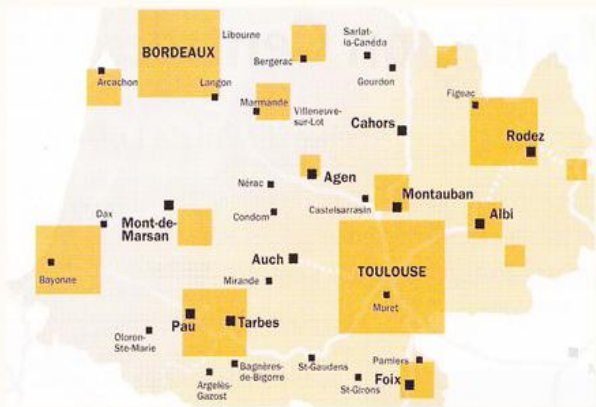 BORDEAUX
Libourne
Sarlat-
la-Canéda
Bergerac
Arcachon
Langon
Gourdon
Marmande
Villeneuve-
sur-Lot
Figeac
Cahors
Rodez
Agen
Nérac
Montauban
Castelsarrasin
Dax
Mont-de-
Marsan
Condom
Albi
Auch
TOULOUSE
Bayonne
Mirande
Muret
Pau
Tarbes
Oloron-
Ste-Marie
Bagnères-
de-Bigorre
St-Gaudens
Pamiers
Argelès-
Gazost
St-Girons
Foix